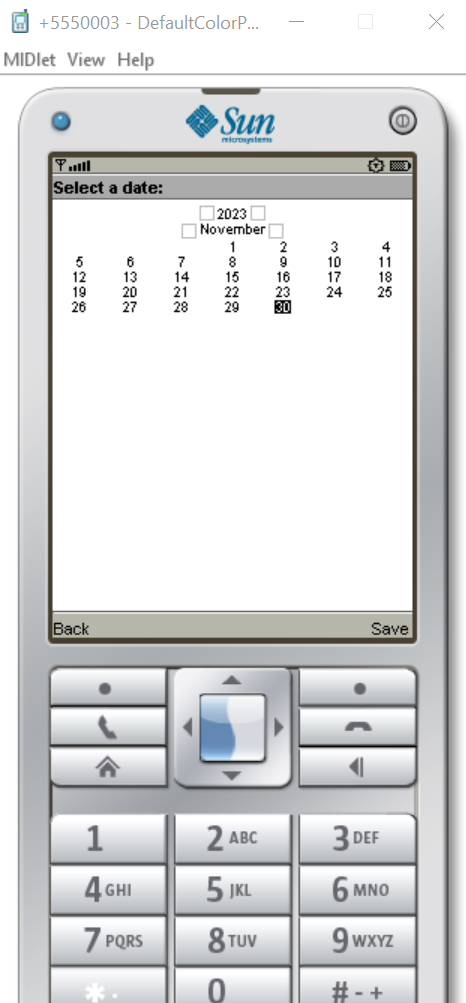 +5550003 - DefaultColorP...
MIDlet View Help
Sun
microsystems
Select a date:
2023
November
1 2 3 4
5 6 7 8 9 10 11
12 13 14 15 16 17 18
19 20 21 22 23 24 25
26 27 28 29 30
Back Save
1 2 ABC 3 DEF
4 GHI 5 JKL 6 MNO
7 PQRS 8 TUV 9 WXYZ
* . 0 # - +